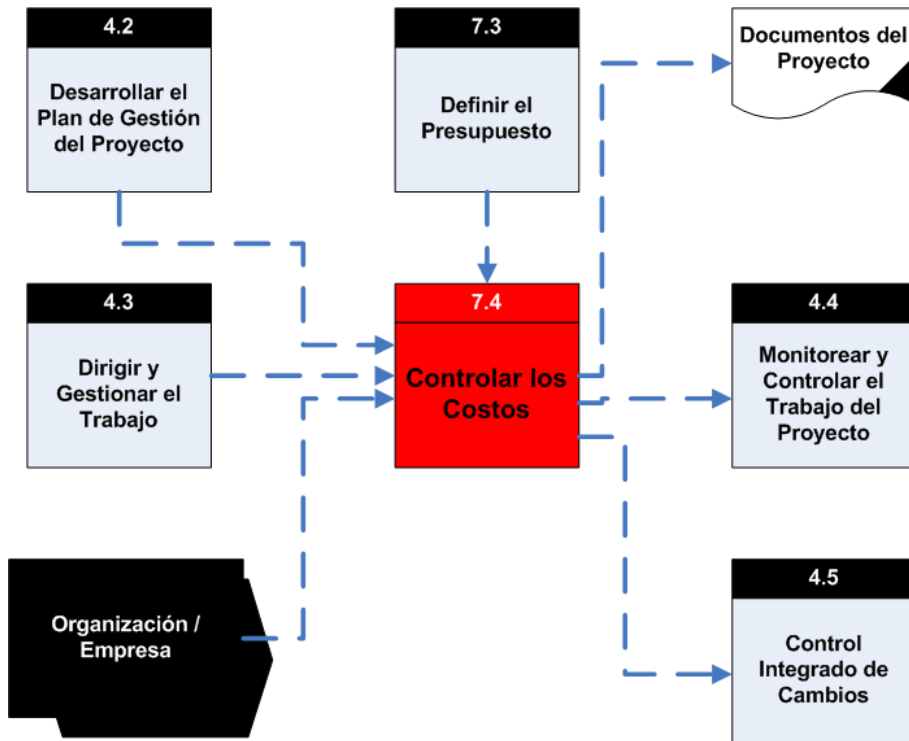 4.2
Desarrollar el
Plan de Gestión
del Proyecto
7.3
Definir el
Presupuesto
Documentos del
Proyecto
4.3
Dirigir y
Gestionar el
Trabajo
7.4
Controlar los
Costos
4.4
Monitorear y
Controlar el
Trabajo del
Proyecto
Organización /
Empresa
4.5
Control
Integrado de
Cambios